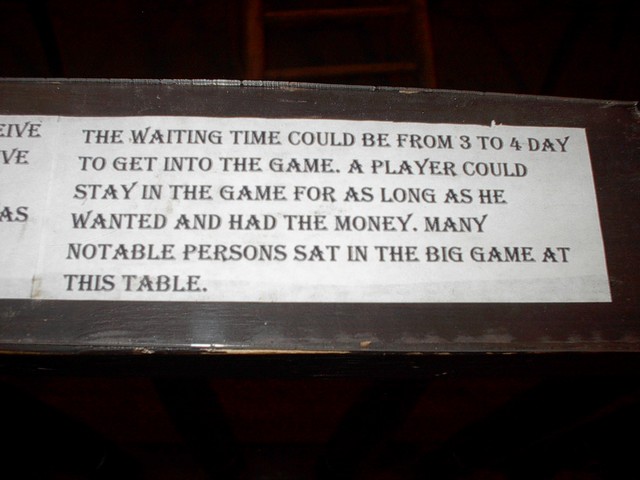 EIVE
VE
AS
THE WAITING TIME COULD BE FROM 3 TO 4 DAY
TO GET INTO THE GAME. A PLAYER COULD
STAY IN THE GAME FOR AS LONG AS HE
WANTED AND HAD THE MONEY. MANY
NOTABLE PERSONS SAT IN THE BIG GAME AT
THIS TABLE.